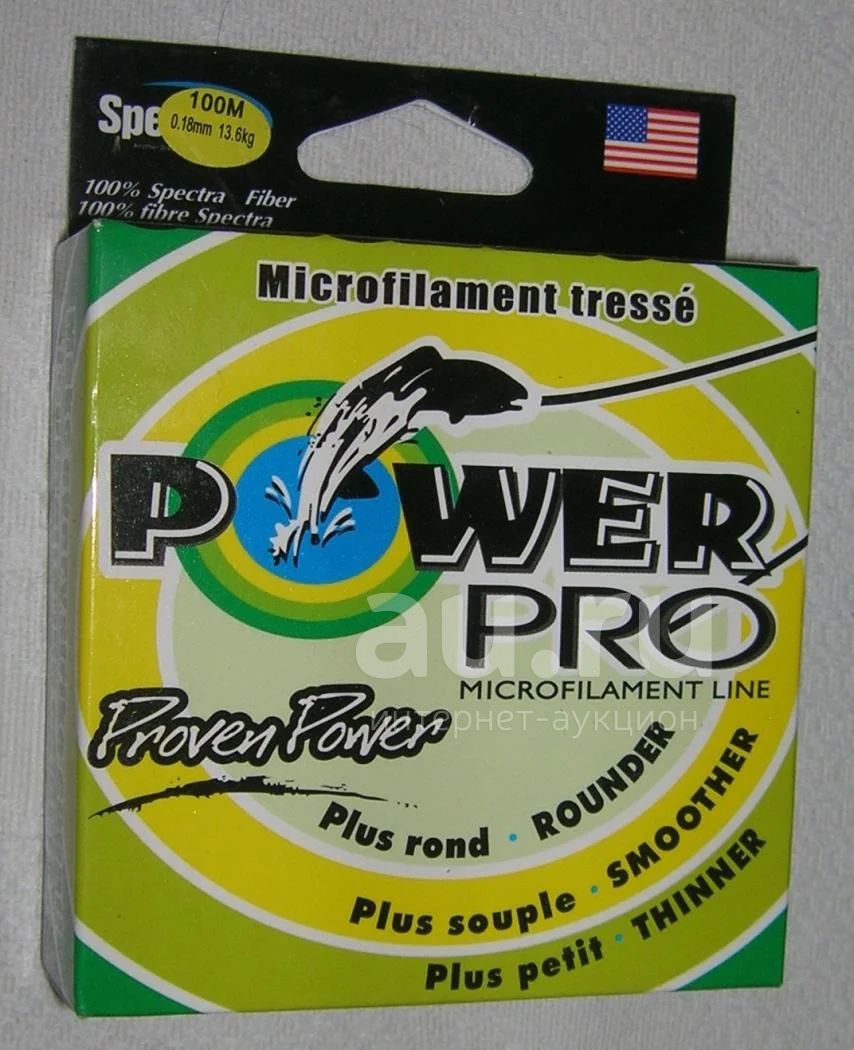 Spe
100M
0.18mm 13.6kg
100% Spectra Fiber
100% fibre Spectra
Microfilament tressé
POWER
PRO
MICROFILAMENT LINE
au.ru
интернет-аукцион
Proven Power
Plus rond · ROUNDER
Plus souple · SMOOTHER
Plus petit · THINNER